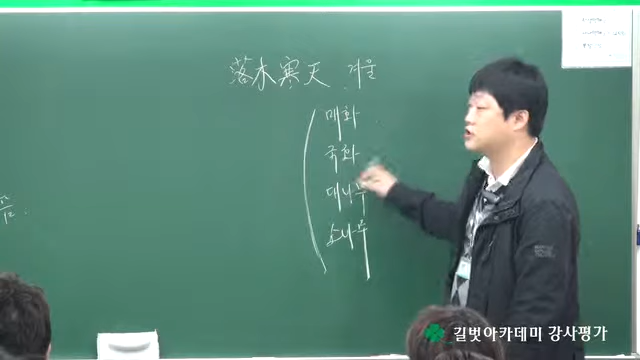 落木寒天 겨울
매화
국화
대나무
소나무
길벗아카데미 강사평가